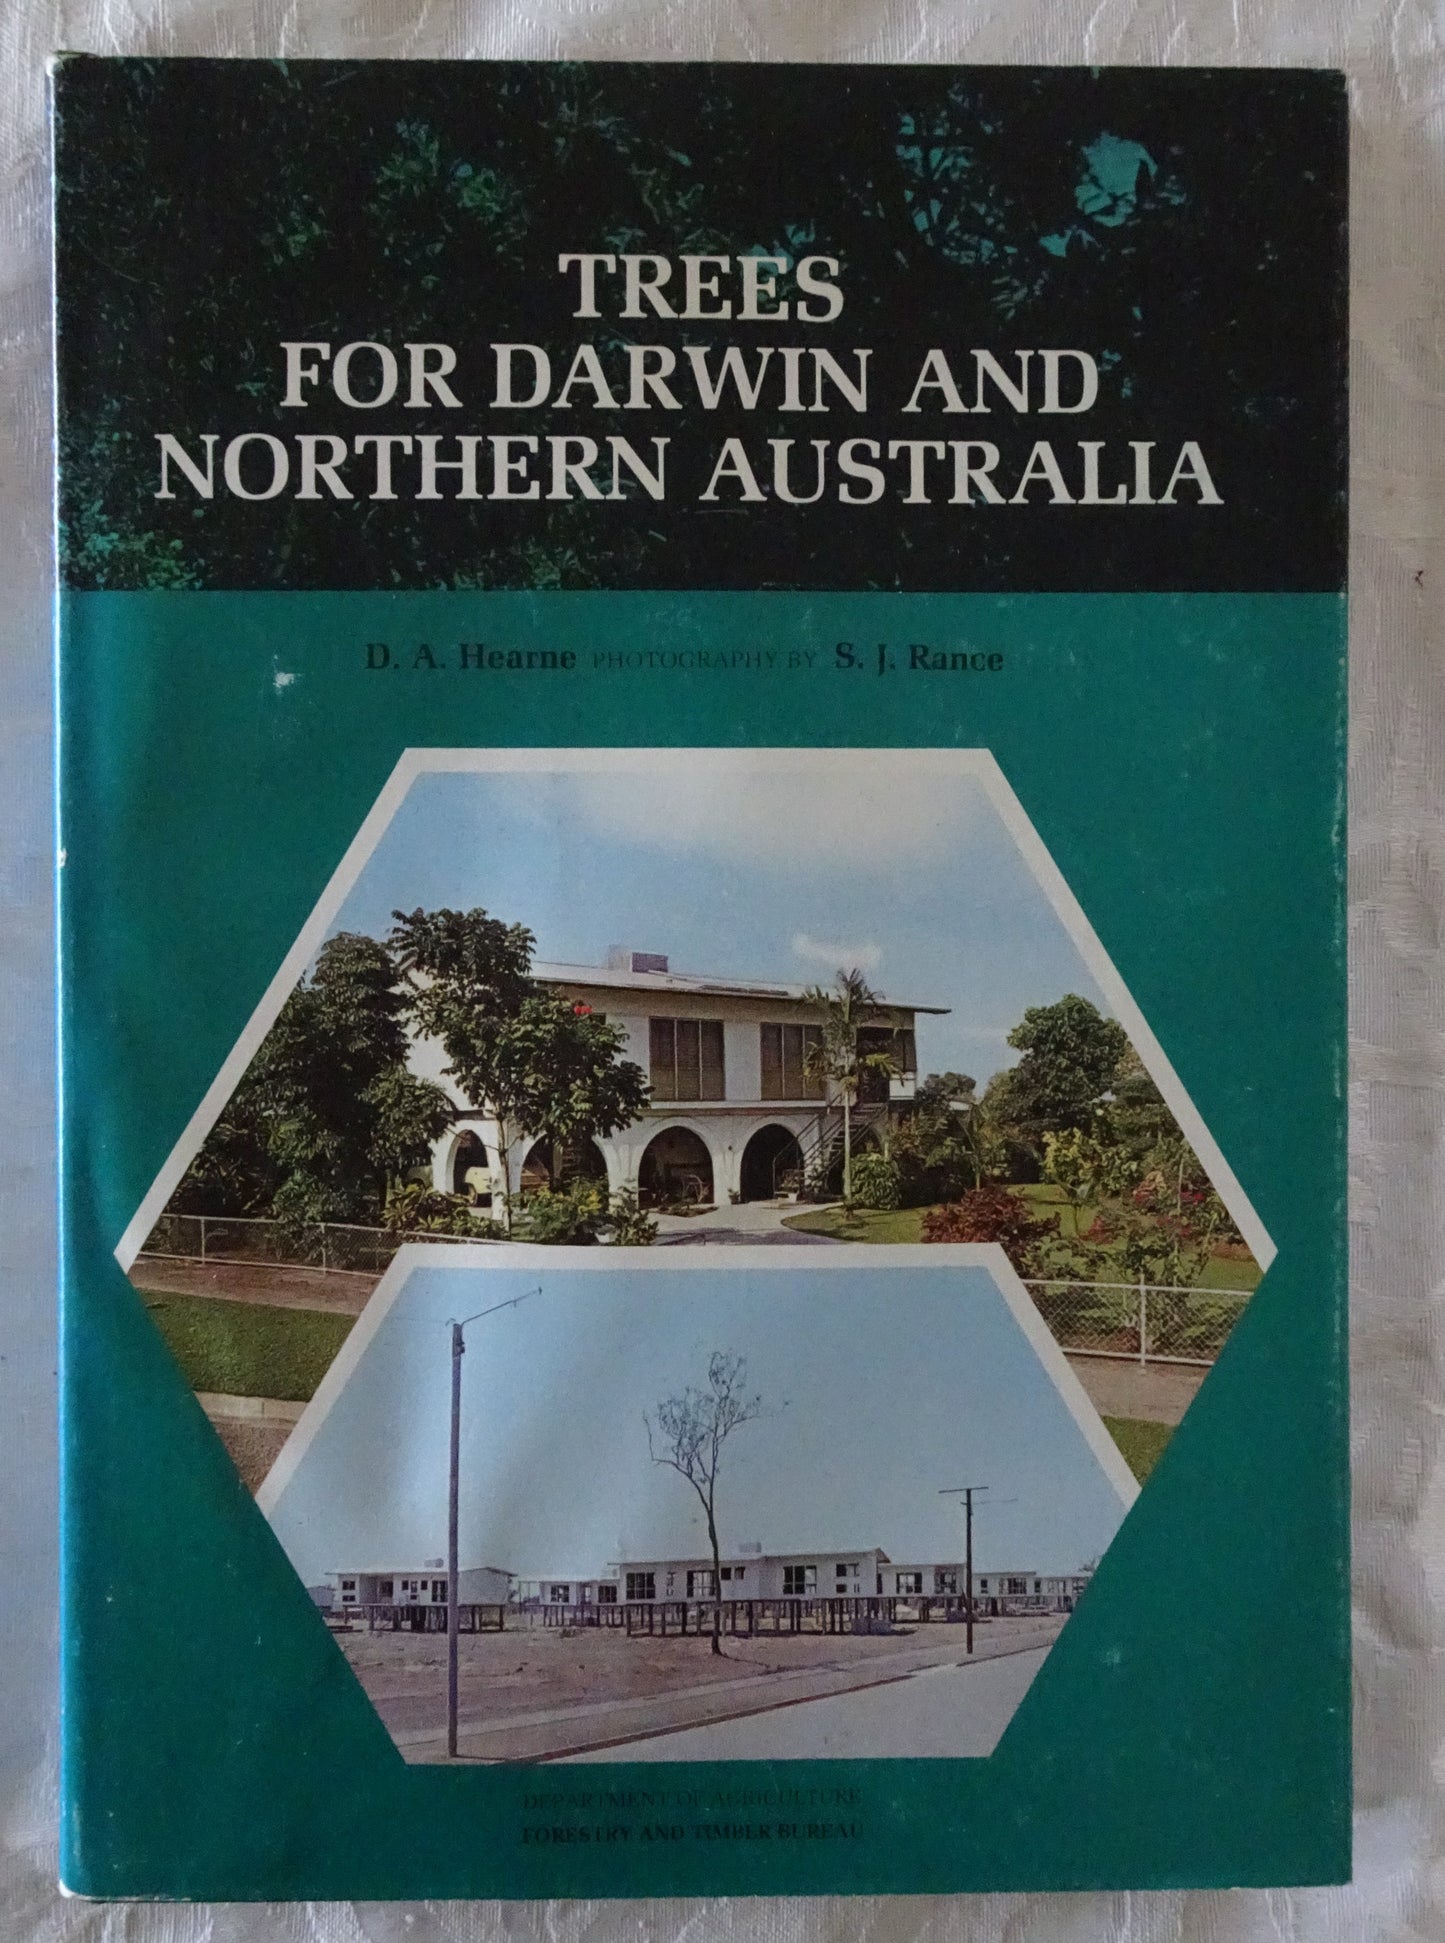 TREES
FOR DARWIN AND
NORTHERN AUSTRALIA
D. A. Hearne PHOTOGRAPHY BY S. J. Rance
DEPARTMENT OF AGRICULTURE
FORESTRY AND TIMBER BUREAU